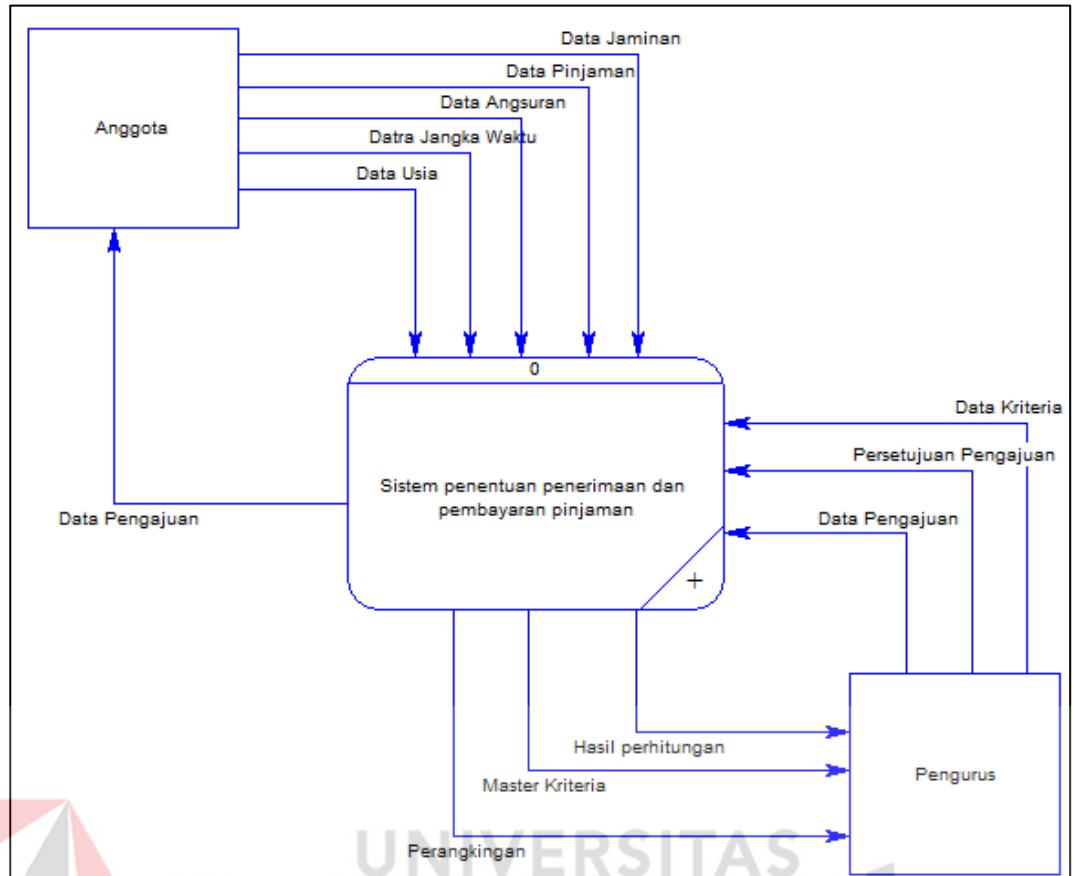 Data Jaminan
Data Pinjaman
Data Angsuran
Anggota
Datra Jangka Waktu
Data Usia
0
Data Kriteria
Persetujuan Pengajuan
Sistem penentuan penerimaan dan
pembayaran pinjaman
Data Pengajuan
Data Pengajuan
+
Hasil perhitungan
Pengurus
Master Kriteria
Perangkingan
UNIVERSITAS